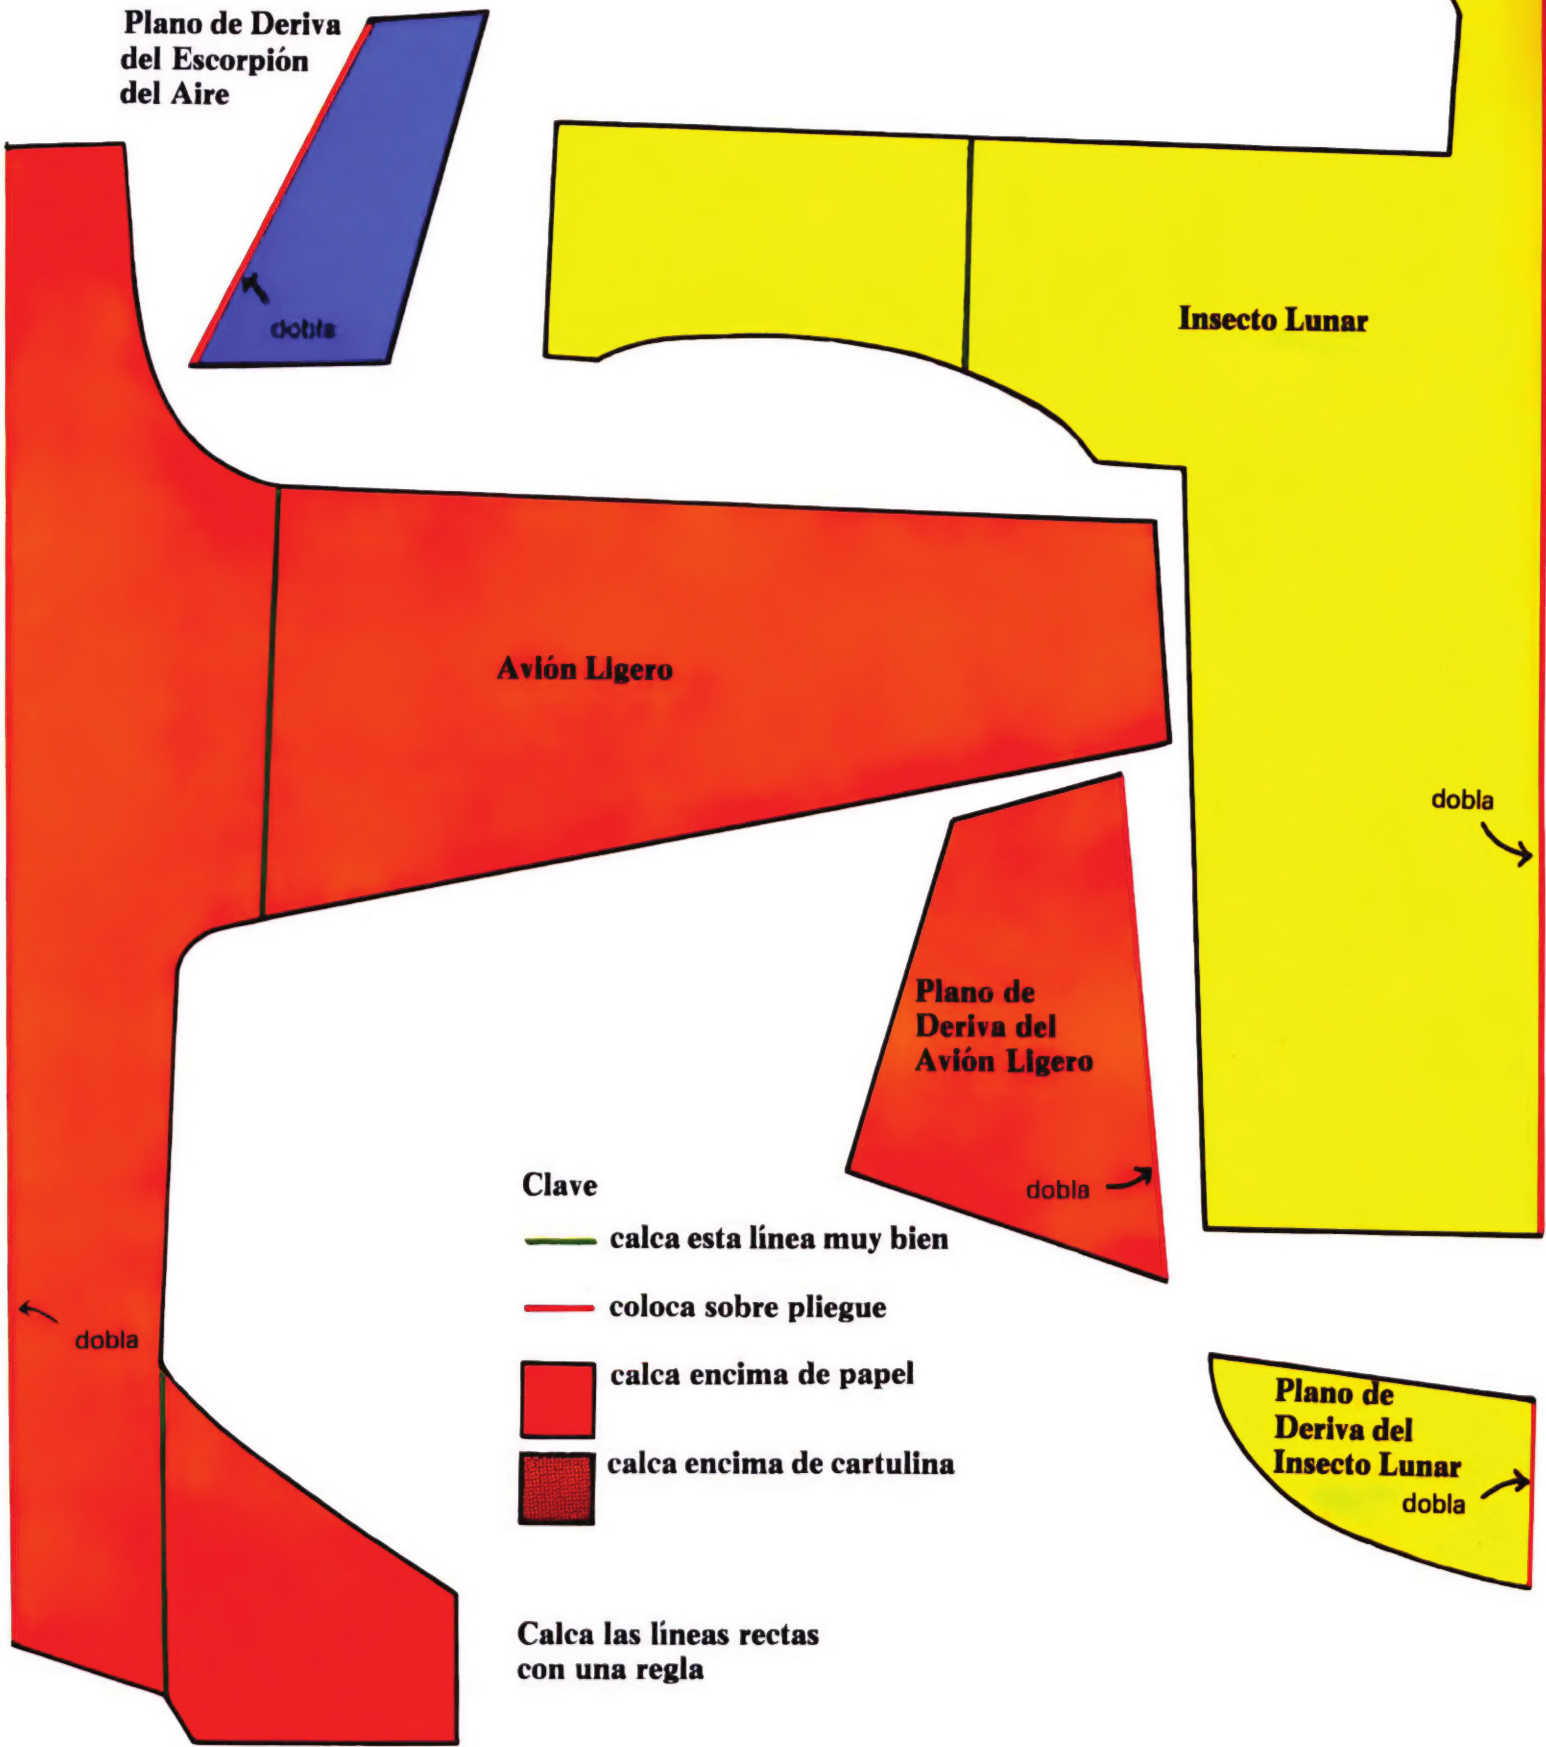 Plano de Deriva
del Escorpión
del Aire
dobla
Insecto Lunar
Avión Ligero
dobla
Plano de
Deriva del
Avión Ligero
dobla
Clave
calca esta línea muy bien
coloca sobre pliegue
calca encima de papel
calca encima de cartulina
dobla
Plano de
Deriva del
Insecto Lunar
dobla
Calca las líneas rectas
con una regla